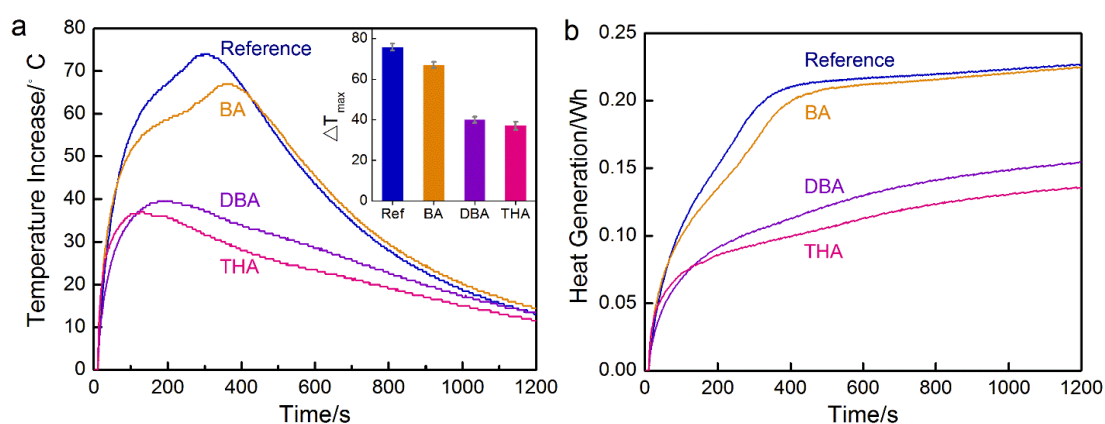 a
Temperature Increase/° C
80
70
60
50
40
30
20
10
0
0 200 400 600 800 1000 1200
Time/s
Reference
BA
DBA
THA
△Tmax
80
60
40
20
0
Ref BA DBA THA
b
Heat Generation/Wh
0.25
0.20
0.15
0.10
0.05
0.00
0 200 400 600 800 1000 1200
Time/s
Reference
BA
DBA
THA